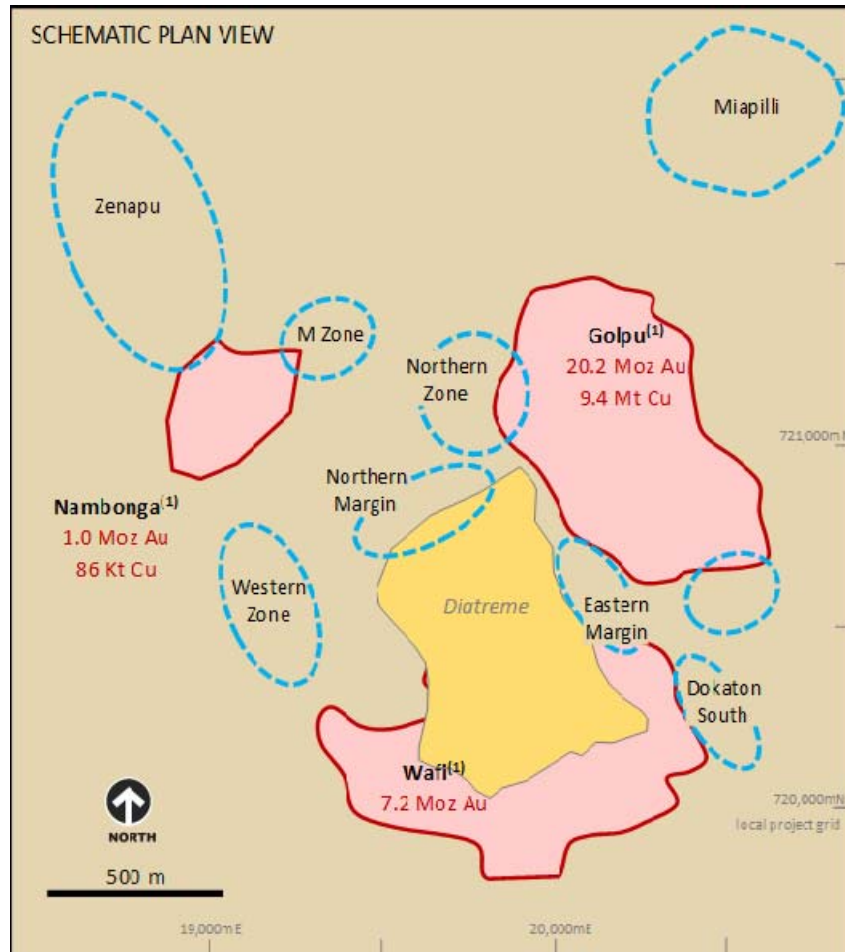 SCHEMATIC PLAN VIEW
Miapilli
Zenapu
M Zone
Northern
Zone
Golpu(1)
20.2 Moz Au
9.4 Mt Cu
721000mN
Northern
Margin
Nambonga(1)
1.0 Moz Au
86 Kt Cu
Western
Zone
Diatreme
Eastern
Margin
Dokaton
South
Wafi(1)
7.2 Moz Au
720,000mN
local project grid
NORTH
500 m
19,000mE
20,000mE